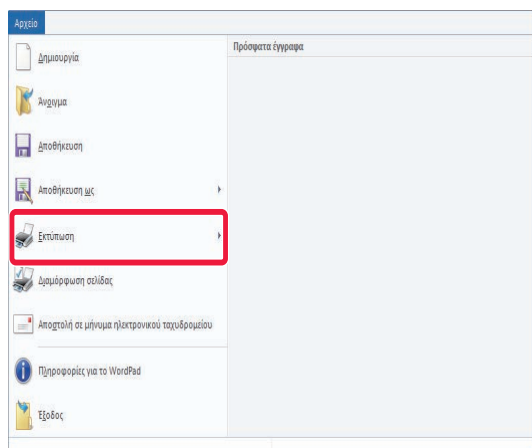 Αρχείο
Πρόσφατα έγγραφα
Δημιουργία
Άνοιγμα
Αποθήκευση
Αποθήκευση ως
Εκτύπωση
Διαμόρφωση σελίδας
Αποστολή σε μήνυμα ηλεκτρονικού ταχυδρομείου
Πληροφορίες για το WordPad
Έξοδος